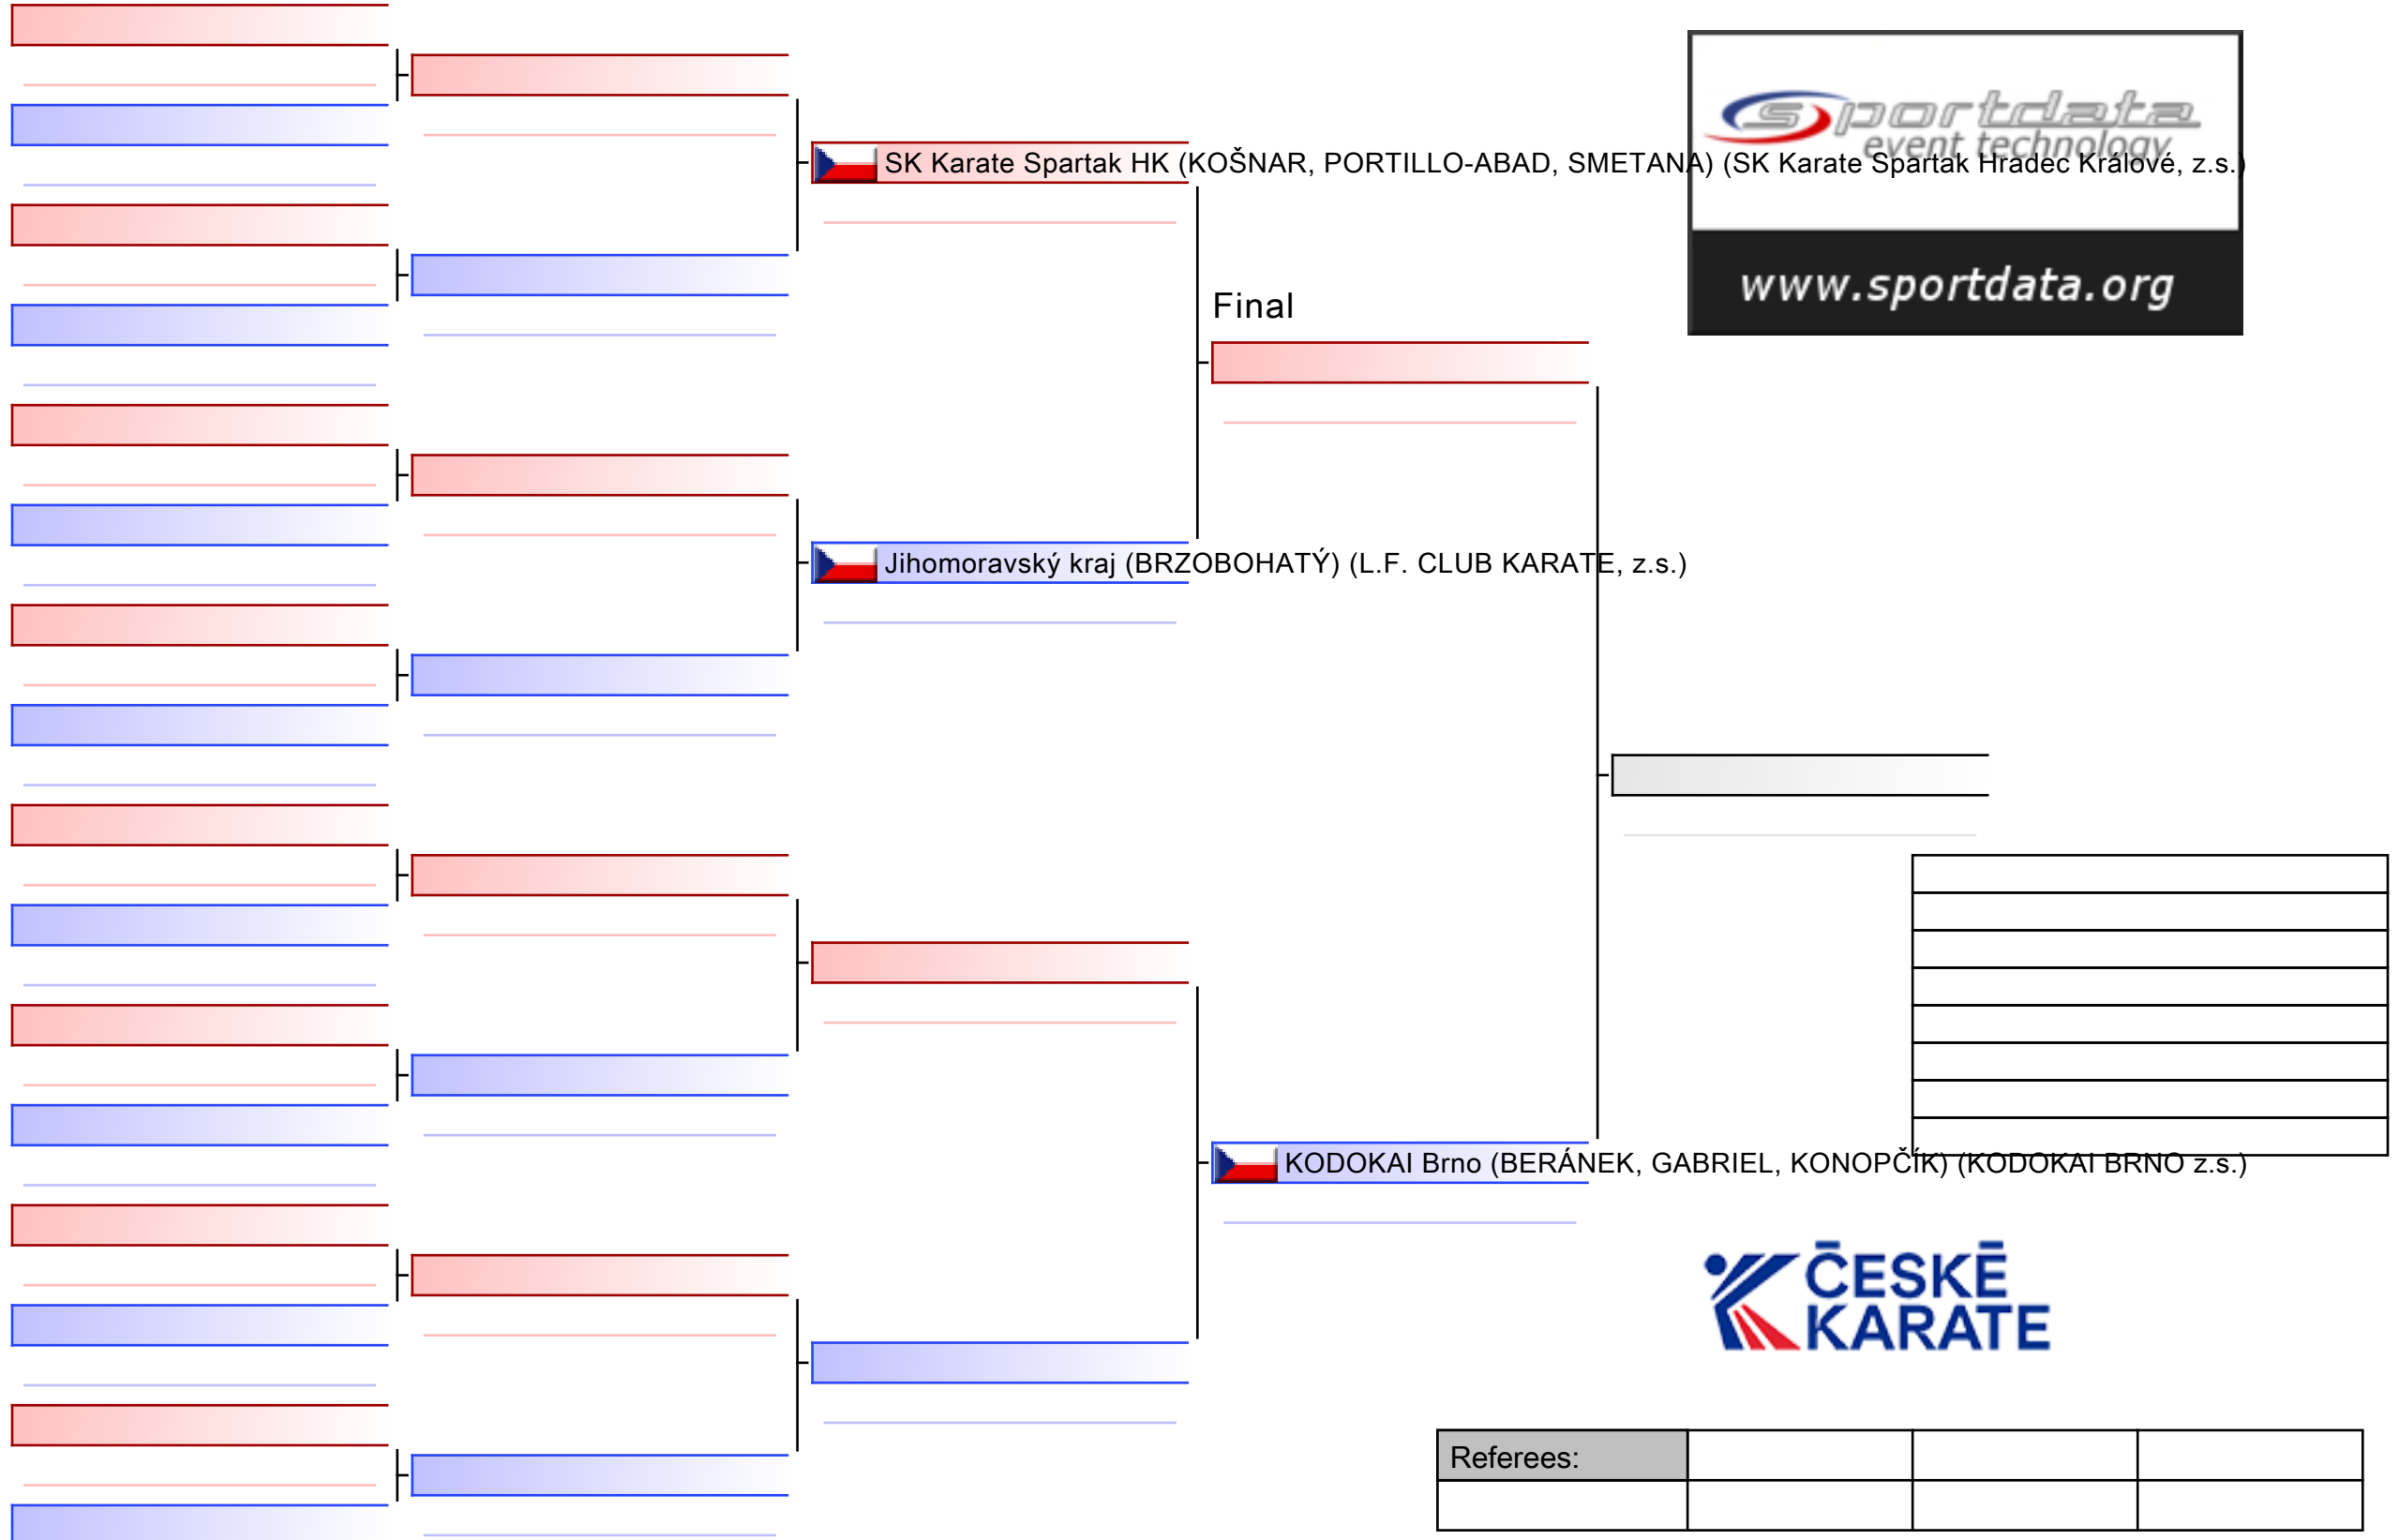 sportdata
event technology
SK Karate Spartak HK (KOŠNAR, PORTILLO-ABAD, SMETANA) (SK Karate Spartak Hradec Králové, z.s.)
www.sportdata.org
Final
Jihomoravský kraj (BRZOBOHATÝ) (L.F. CLUB KARATE, z.s.)
KODOKAI Brno (BERÁNEK, GABRIEL, KONOPČÍK) (KODOKAI BRNO z.s.)
ČESKÉ
KARATE
Referees: